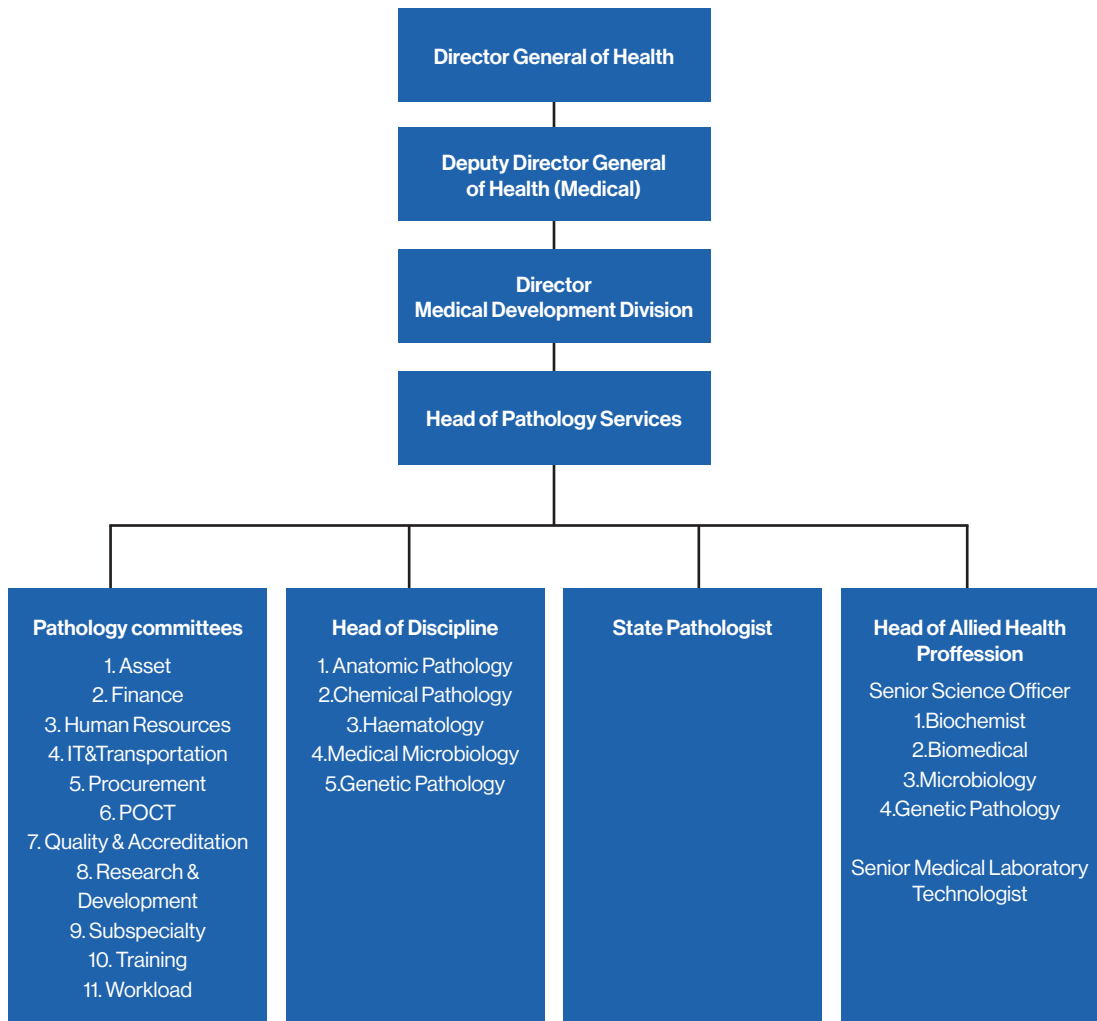 Director General of Health
Deputy Director General
of Health (Medical)
Director
Medical Development Division
Head of Pathology Services
Pathology committees
1. Asset
2. Finance
3. Human Resources
4. IT&Transportation
5. Procurement
6. POCT
7. Quality & Accreditation
8. Research &
Development
9. Subspecialty
10. Training
11. Workload
Head of Discipline
1. Anatomic Pathology
2.Chemical Pathology
3.Haematology
4.Medical Microbiology
5.Genetic Pathology
State Pathologist
Head of Allied Health
Proffession
Senior Science Officer
1.Biochemist
2.Biomedical
3.Microbiology
4.Genetic Pathology
Senior Medical Laboratory
Technologist